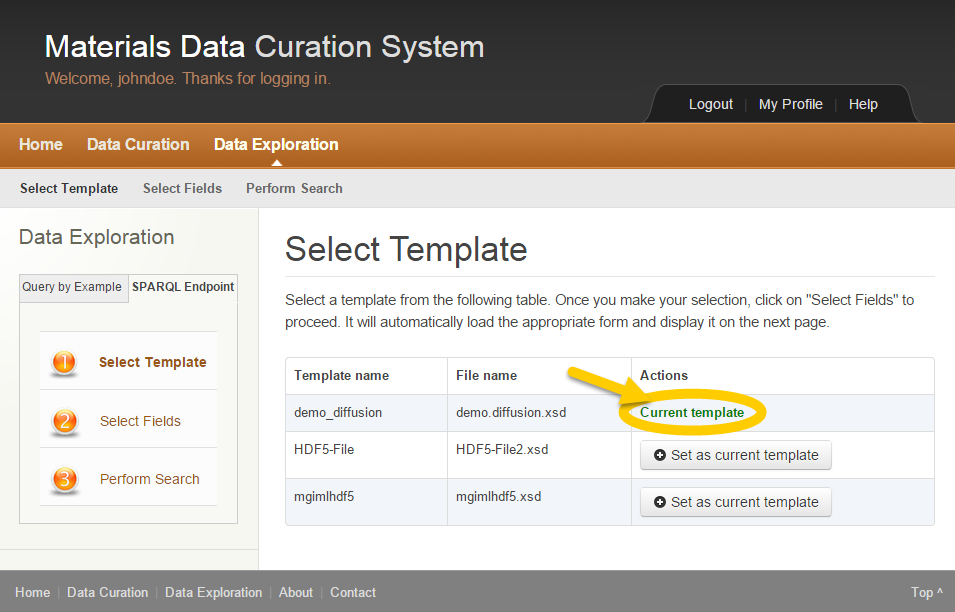 Materials Data Curation System
Welcome, johndoe. Thanks for logging in.
Logout | My Profile | Help
Home Data Curation Data Exploration
Select Template Select Fields Perform Search
Data Exploration
Query by Example SPARQL Endpoint
1 Select Template
2 Select Fields
3 Perform Search
Select Template
Select a template from the following table. Once you make your selection, click on "Select Fields" to
proceed. It will automatically load the appropriate form and display it on the next page.
Template name File name Actions
demo_diffusion demo.diffusion.xsd Current template
HDF5-File HDF5-File2.xsd Set as current template
mgimlhdf5 mgimlhdf5.xsd Set as current template
Home | Data Curation | Data Exploration | About | Contact Top ^